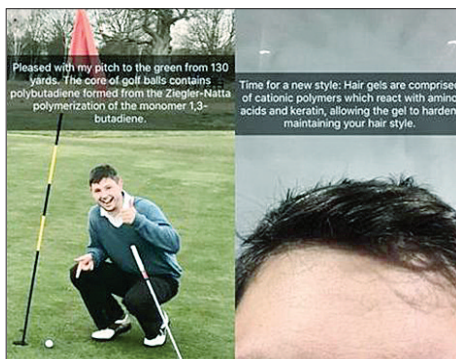 Pleased with my pitch to the green from 130
yards. The core of golf balls contains
polybutadiene formed from the Ziegler-Natta
polymerization of the monomer 1,3-
butadiene.
Time for a new style: Hair gels are comprised
of cationic polymers which react with amino
acids and keratin, allowing the gel to harden,
maintaining your hair style.